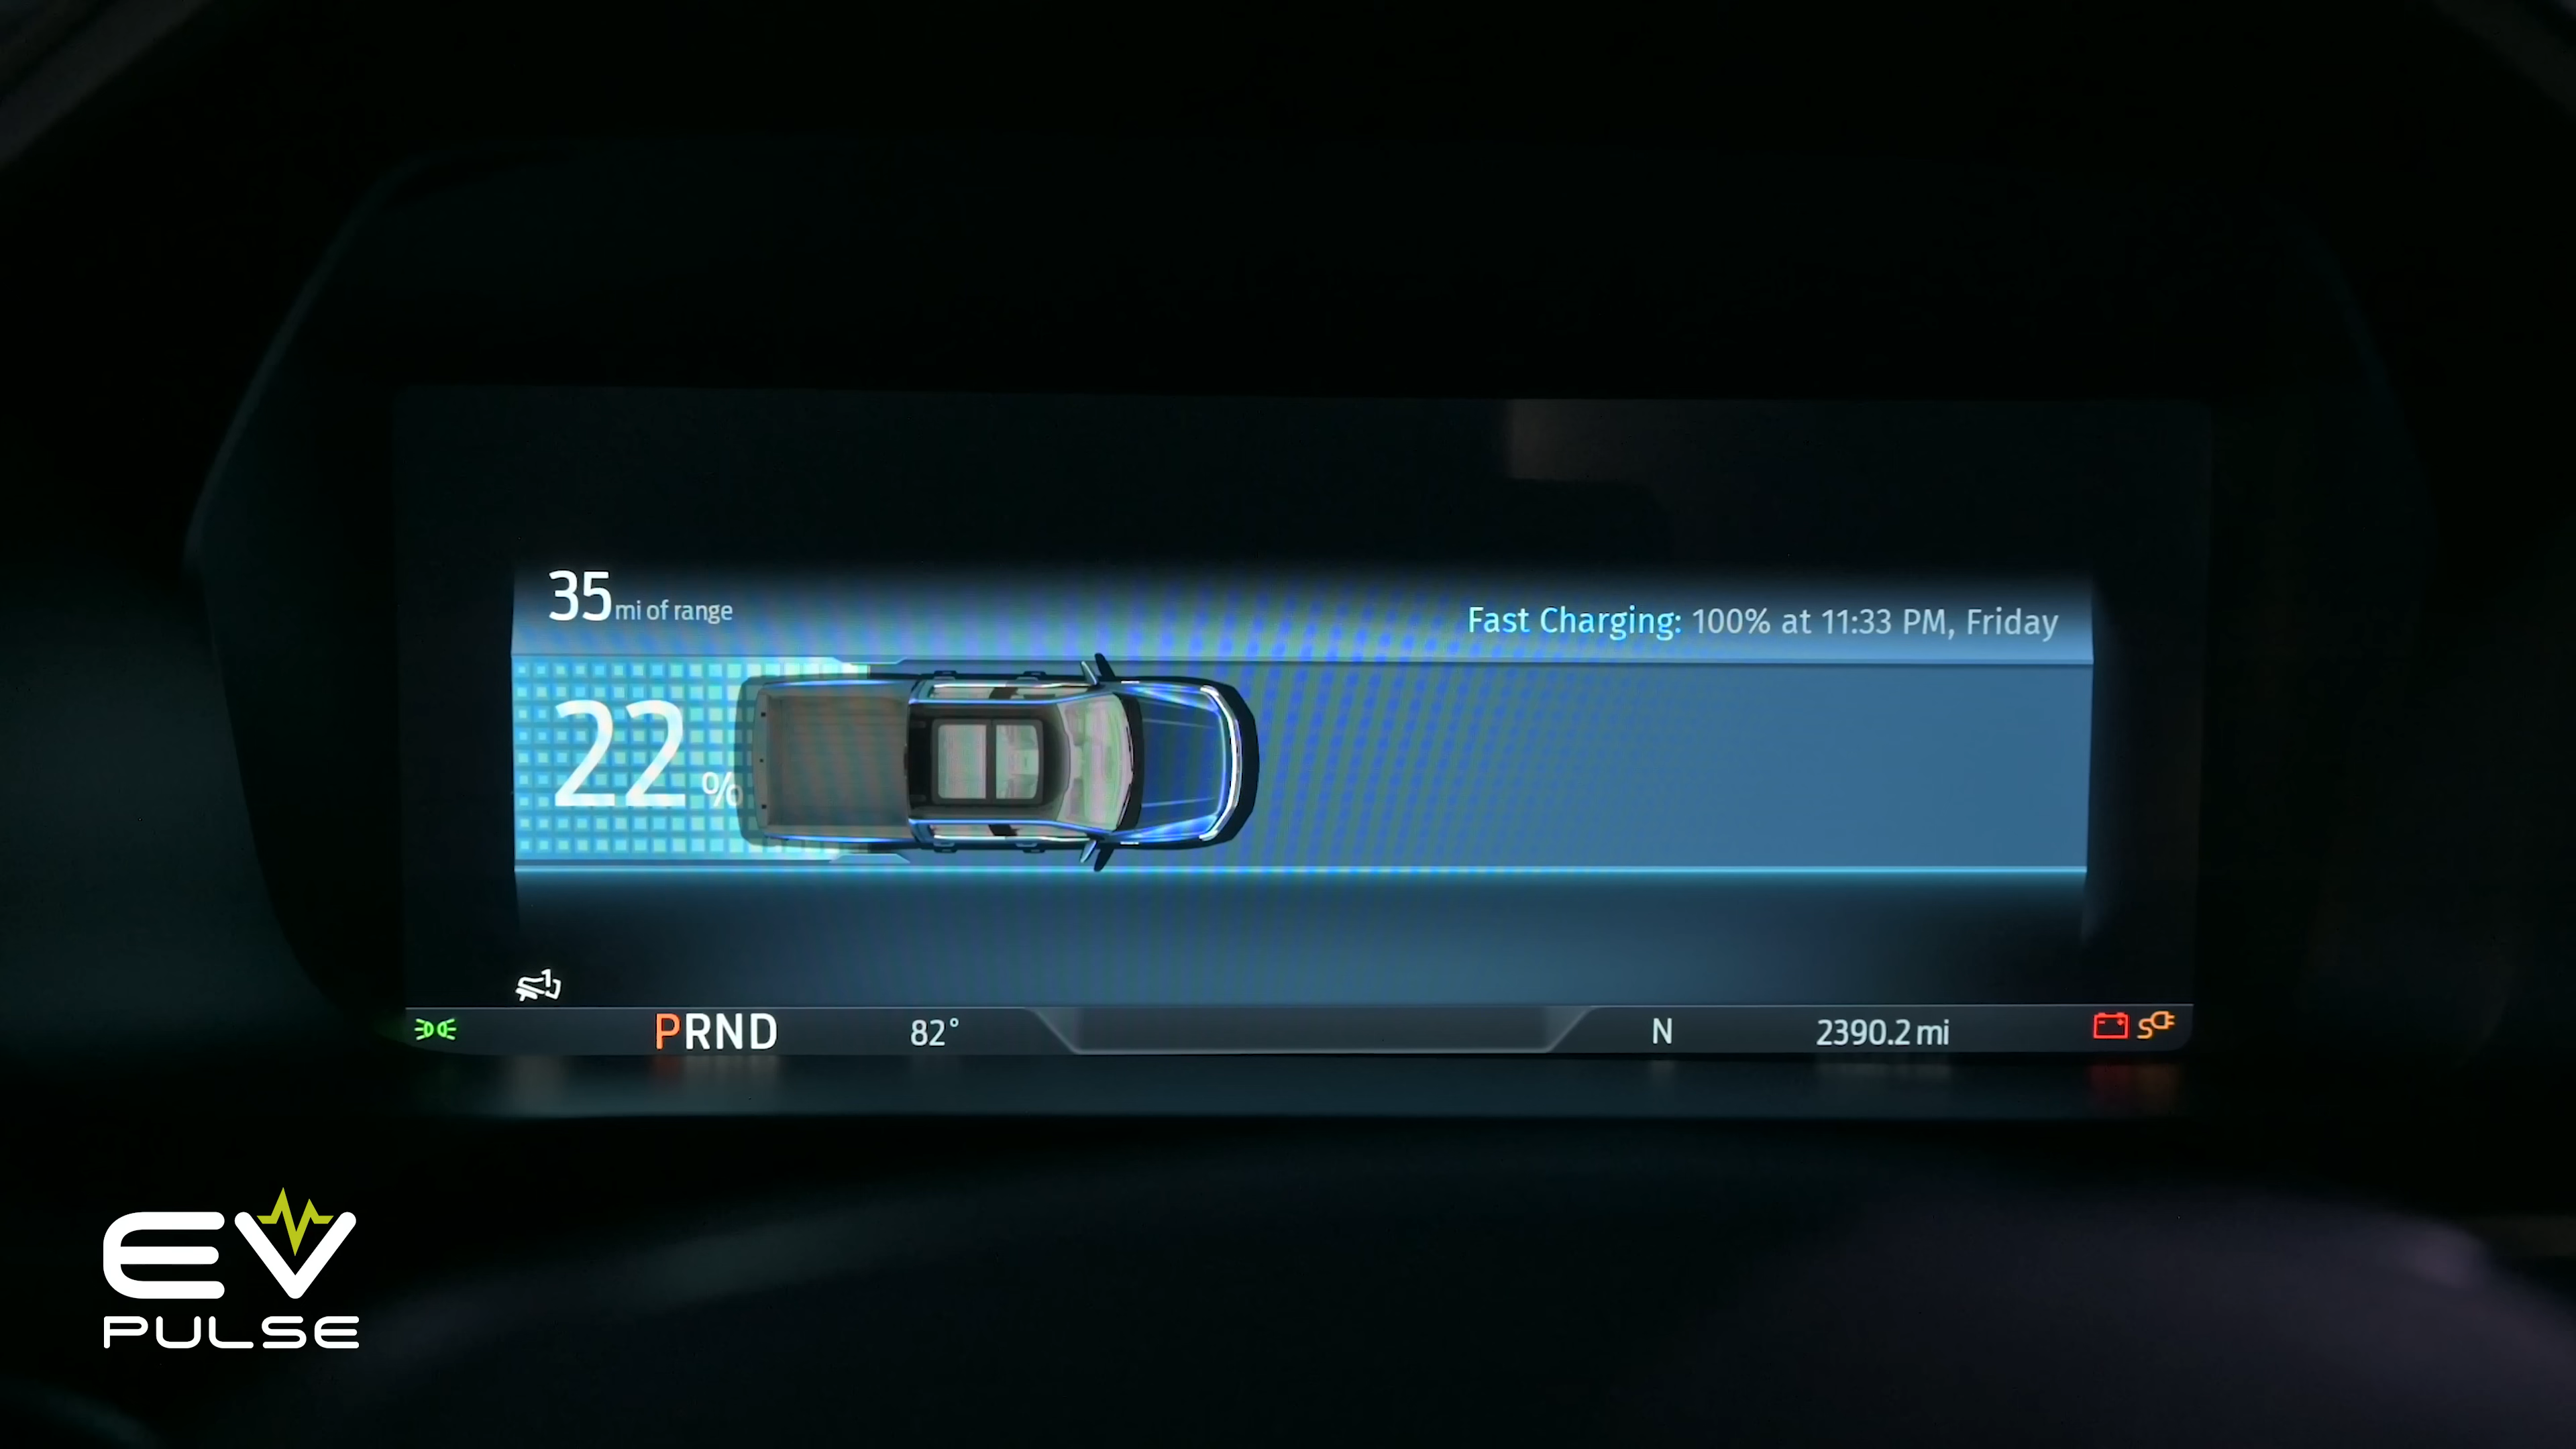 35 mi of range
Fast Charging: 100% at 11:33 PM, Friday
22 %
PRND 82° N 2390.2 mi
EV
PULSE